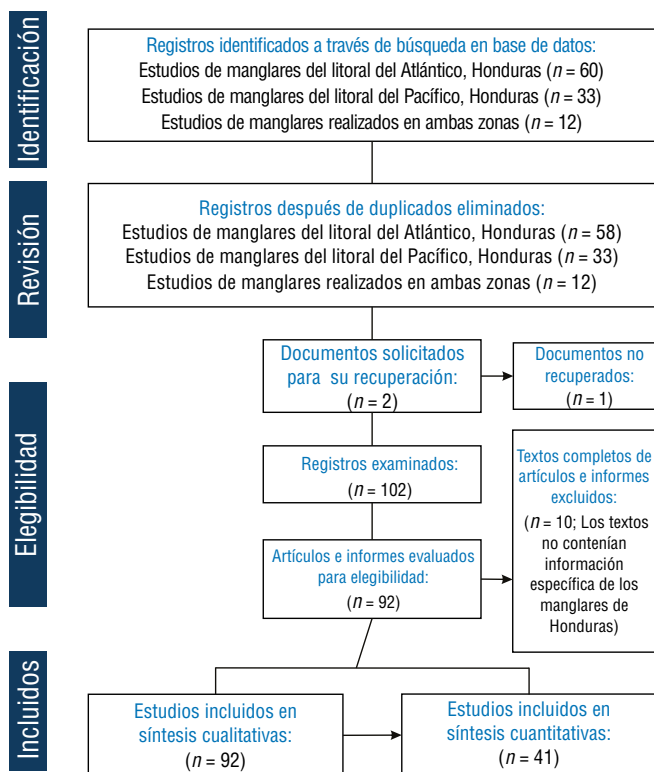 Identificación
Registros identificados a través de búsqueda en base de datos:
Estudios de manglares del litoral del Atlántico, Honduras (n = 60)
Estudios de manglares del litoral del Pacífico, Honduras (n = 33)
Estudios de manglares realizados en ambas zonas (n = 12)
Revisión
Registros después de duplicados eliminados:
Estudios de manglares del litoral del Atlántico, Honduras (n = 58)
Estudios de manglares del litoral del Pacífico, Honduras (n = 33)
Estudios de manglares realizados en ambas zonas (n = 12)
Elegibilidad
Documentos solicitados
para su recuperación:
(n = 2)
Documentos no
recuperados:
(n = 1)
Registros examinados:
(n = 102)
Textos completos de
artículos e informes
excluidos:
(n = 10; Los textos
no contenían
información
específica de los
manglares de
Honduras)
Artículos e informes evaluados
para elegibilidad:
(n = 92)
Incluidos
Estudios incluidos en
síntesis cualitativas:
(n = 92)
Estudios incluidos en
síntesis cuantitativas:
(n = 41)